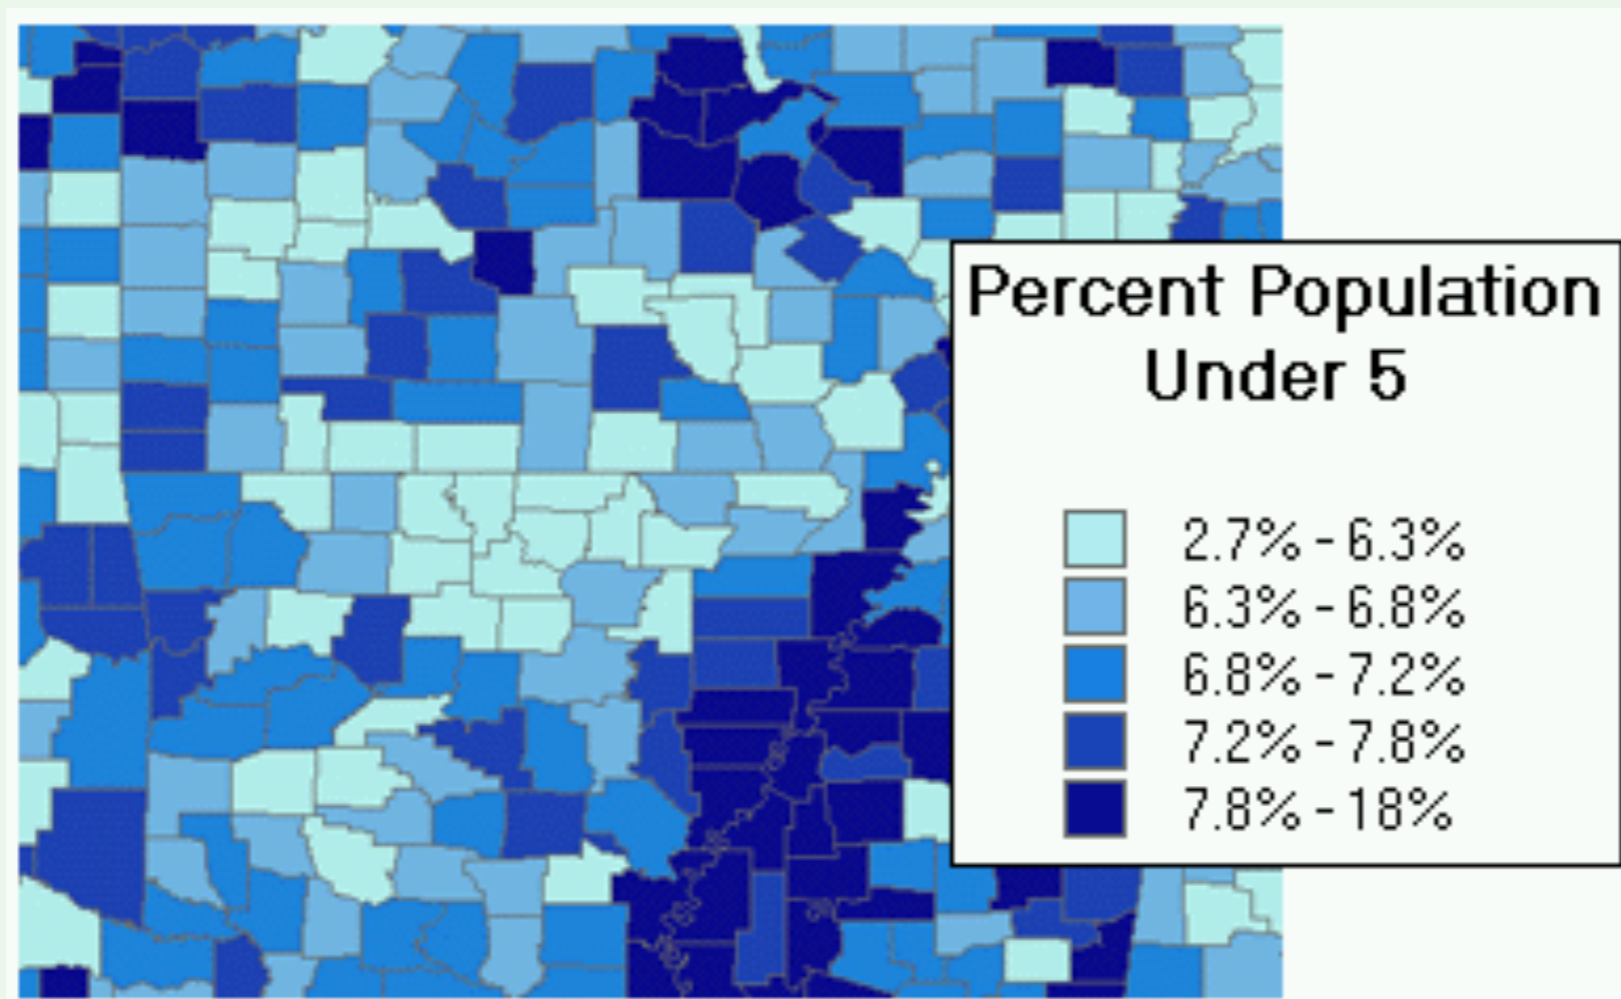 Percent Population
Under 5
2.7% - 6.3%
6.3% - 6.8%
6.8% - 7.2%
7.2% - 7.8%
7.8% - 18%